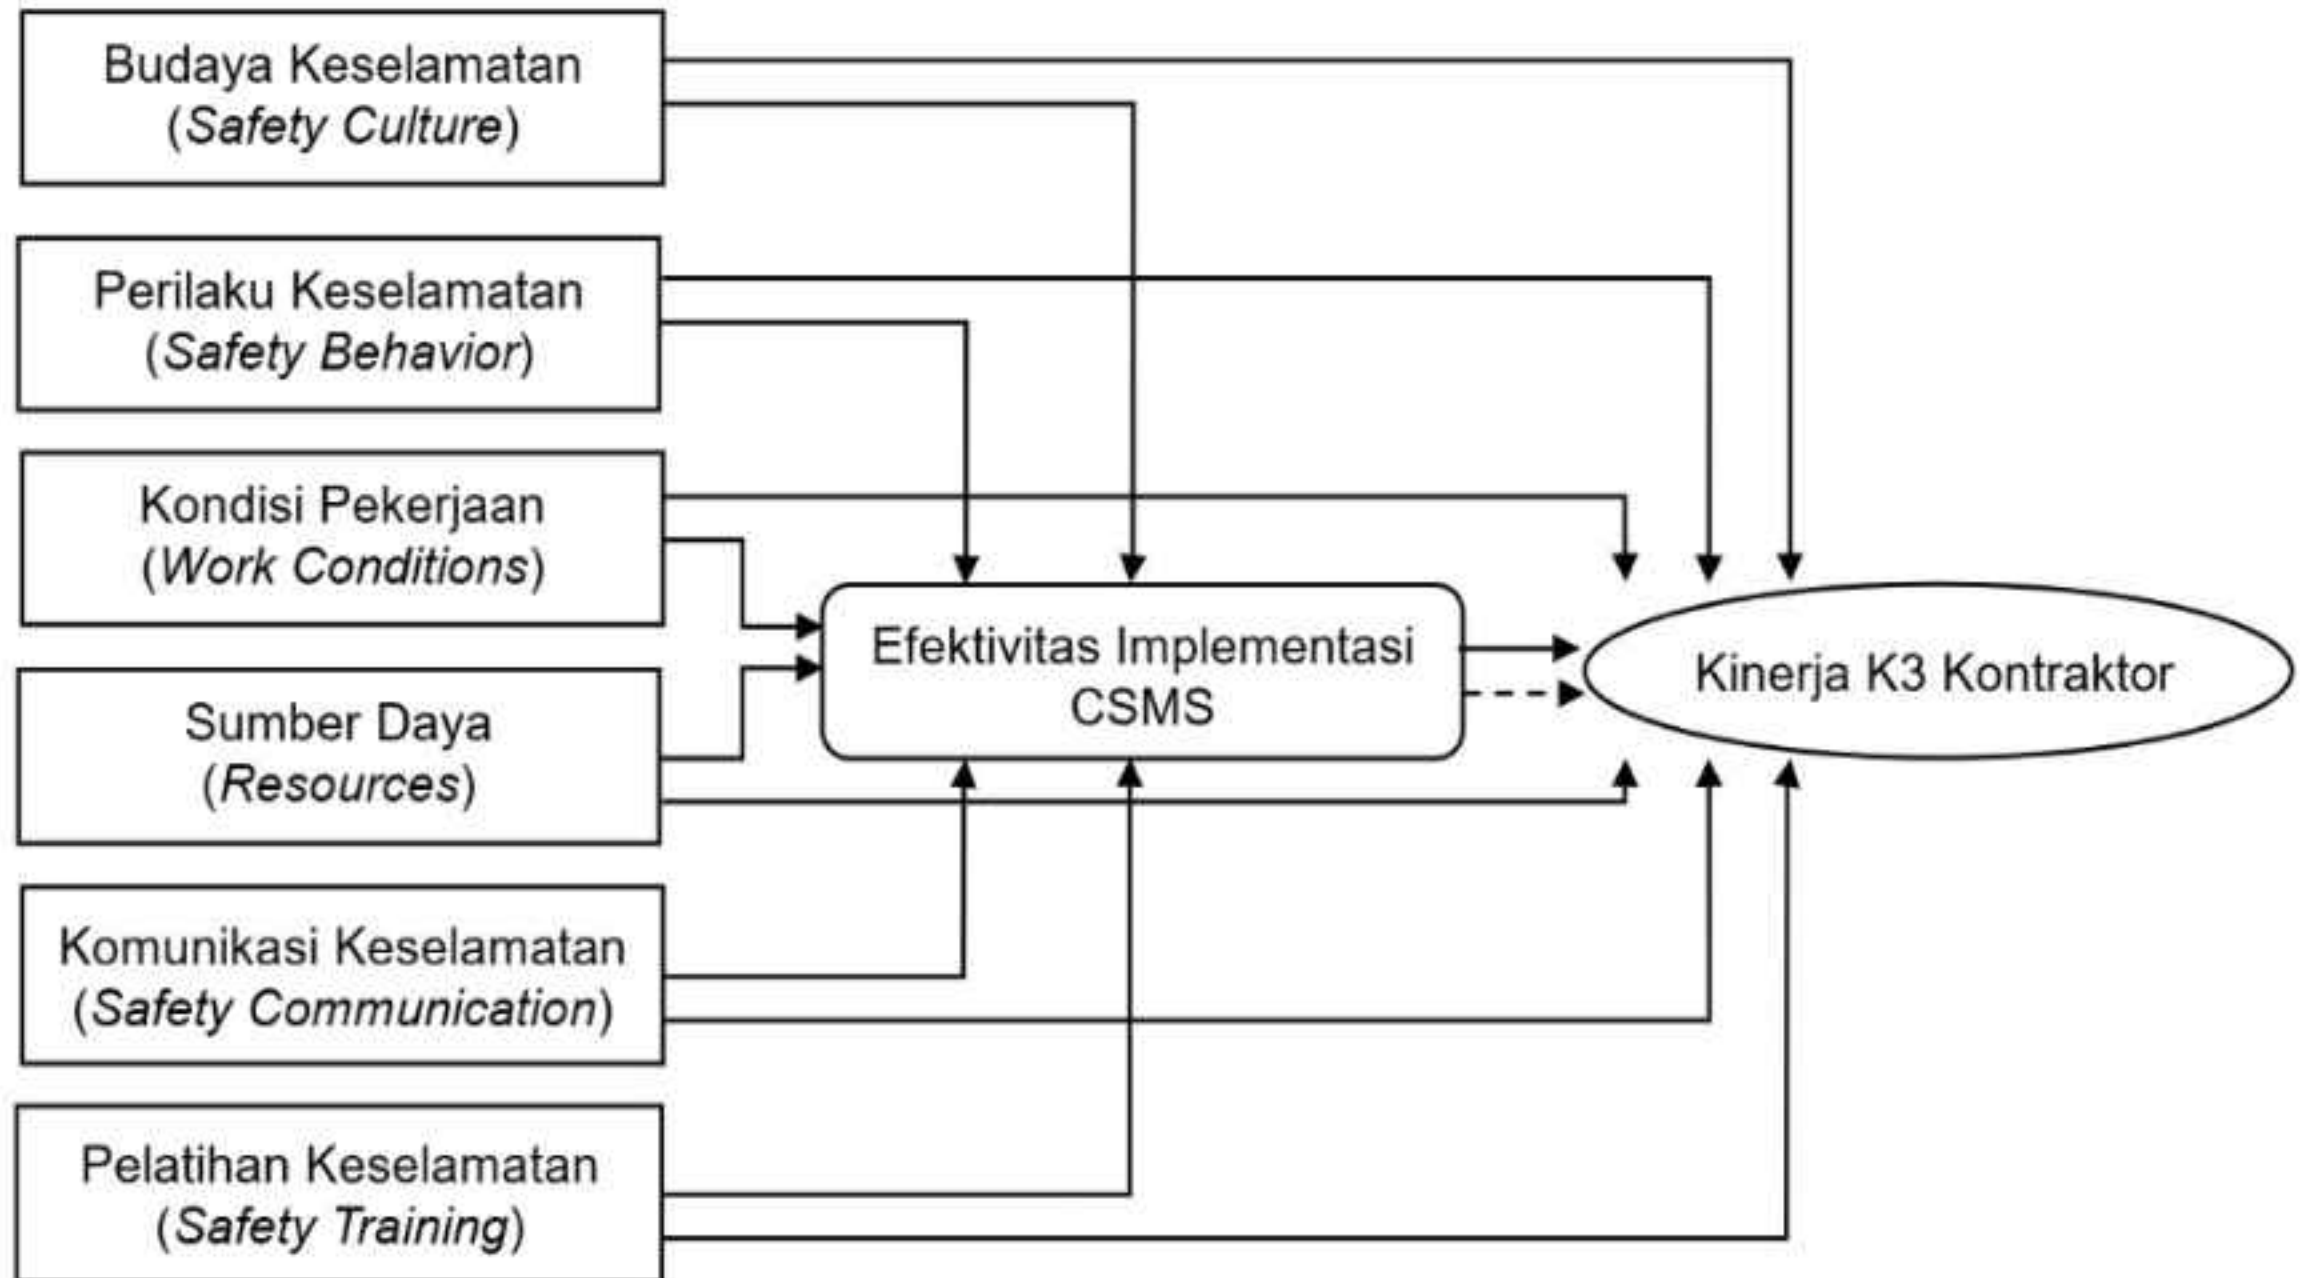 Budaya Keselamatan
(Safety Culture)
Perilaku Keselamatan
(Safety Behavior)
Kondisi Pekerjaan
(Work Conditions)
Sumber Daya
(Resources)
Komunikasi Keselamatan
(Safety Communication)
Pelatihan Keselamatan
(Safety Training)
Efektivitas Implementasi
CSMS
Kinerja K3 Kontraktor